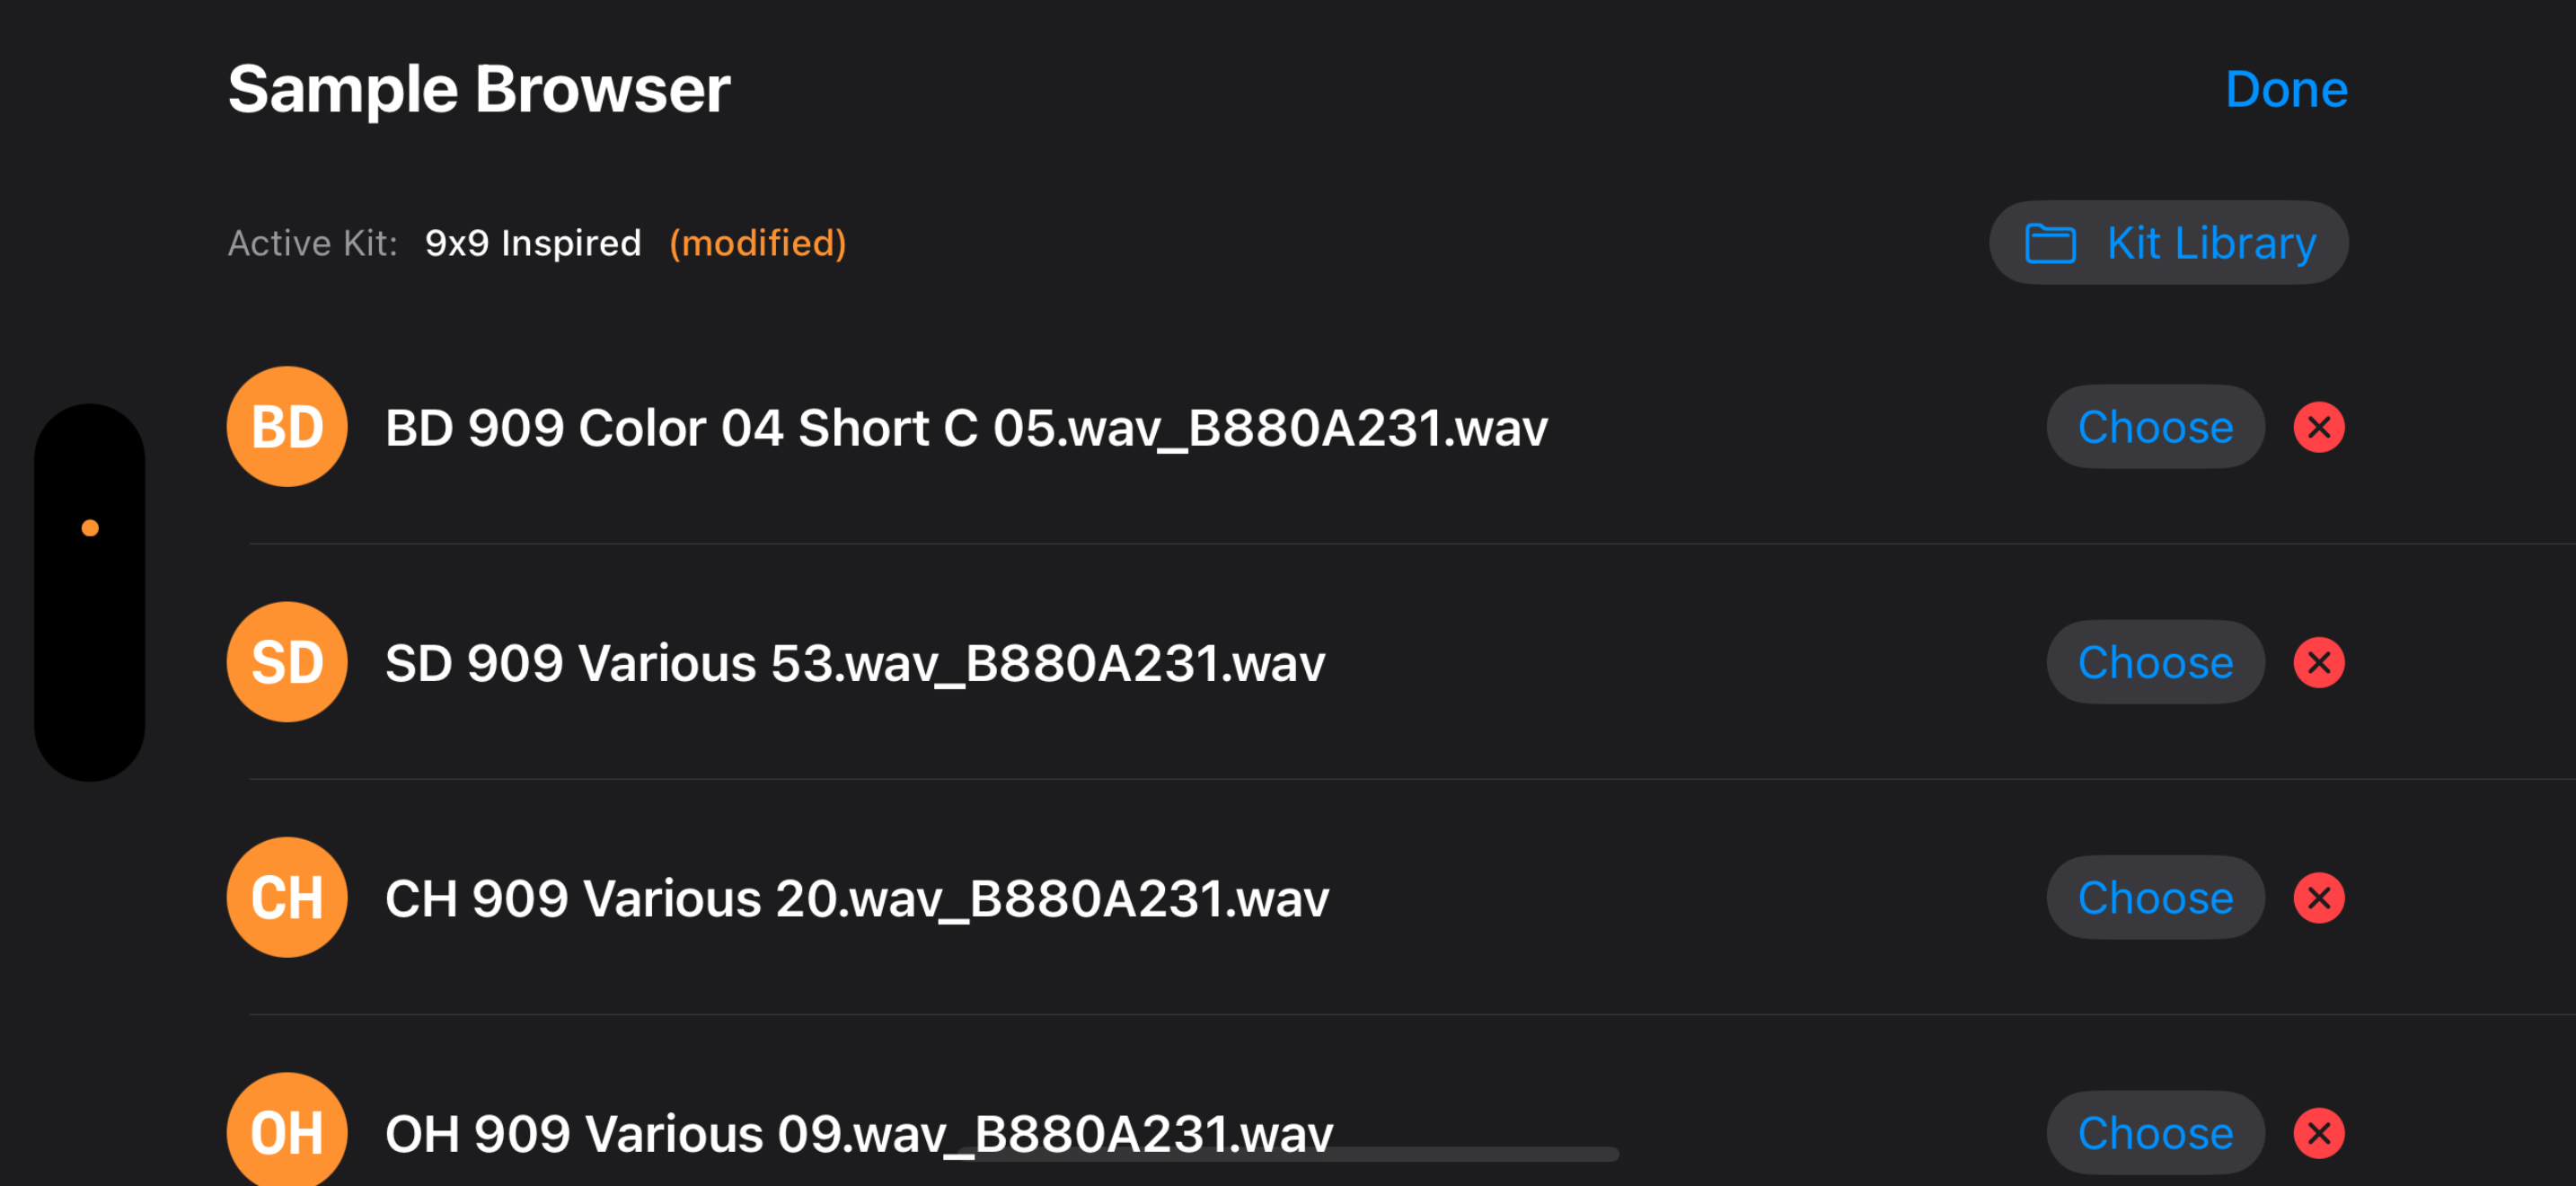 Sample Browser Done
Active Kit: 9x9 Inspired (modified) Kit Library
BD BD 909 Color 04 Short C 05.wav_B880A231.wav Choose
SD SD 909 Various 53.wav_B880A231.wav Choose
CH CH 909 Various 20.wav_B880A231.wav Choose
OH OH 909 Various 09.wav_B880A231.wav Choose